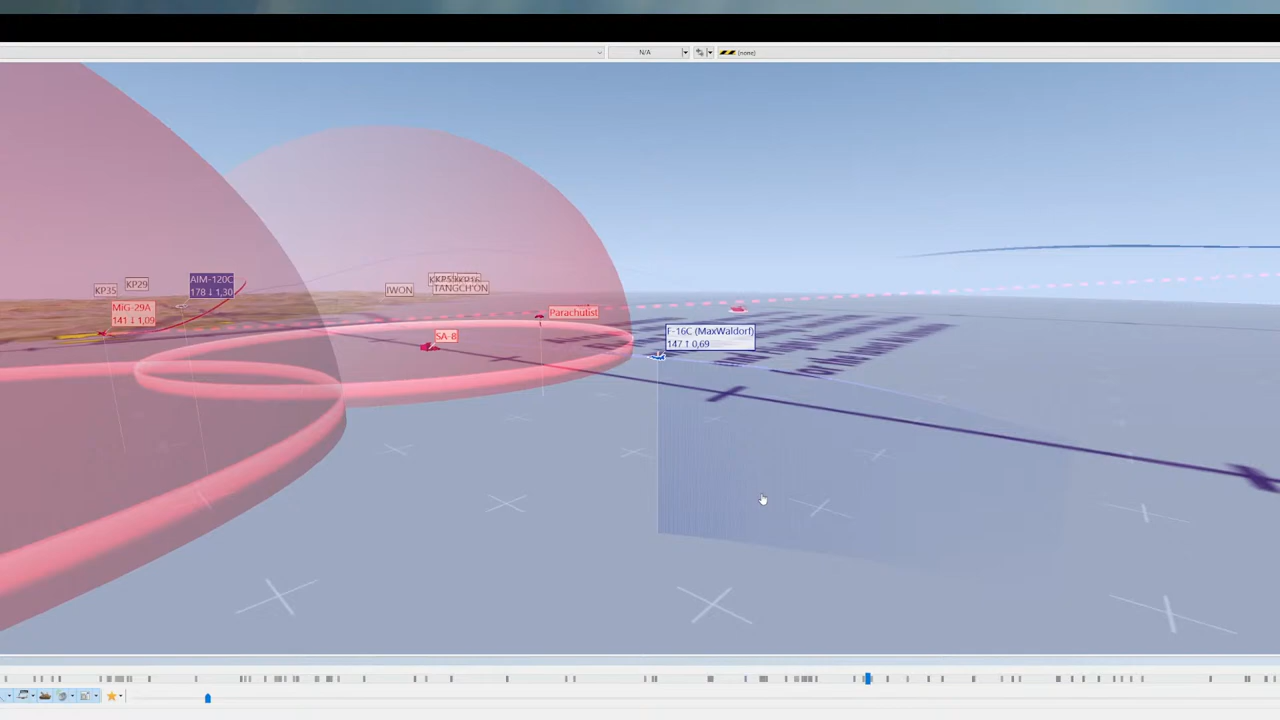 N/A
(none)
KP35
KP29
AIM-120C
178↓1,30
MiG-29A
141↓1,09
IWON
KP16
TANGCH'ON
Parachutist
SA-8
F-16C (MaxWaldorf)
147↑0,69